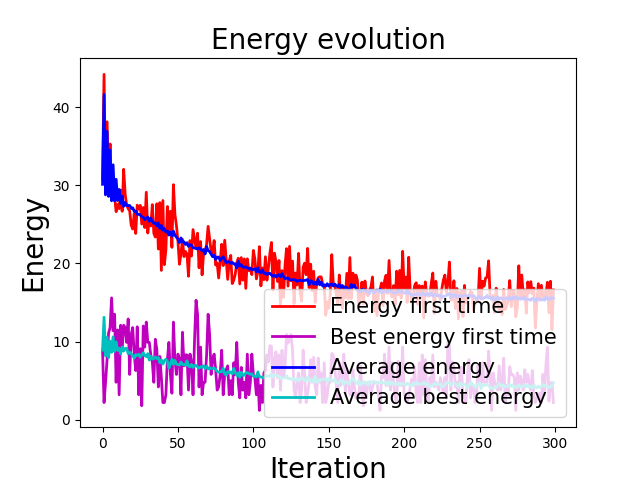 Energy evolution
Energy
40
30
20
10
0
Energy first time
Best energy first time
Average energy
Average best energy
0 50 100 150 200 250 300
Iteration